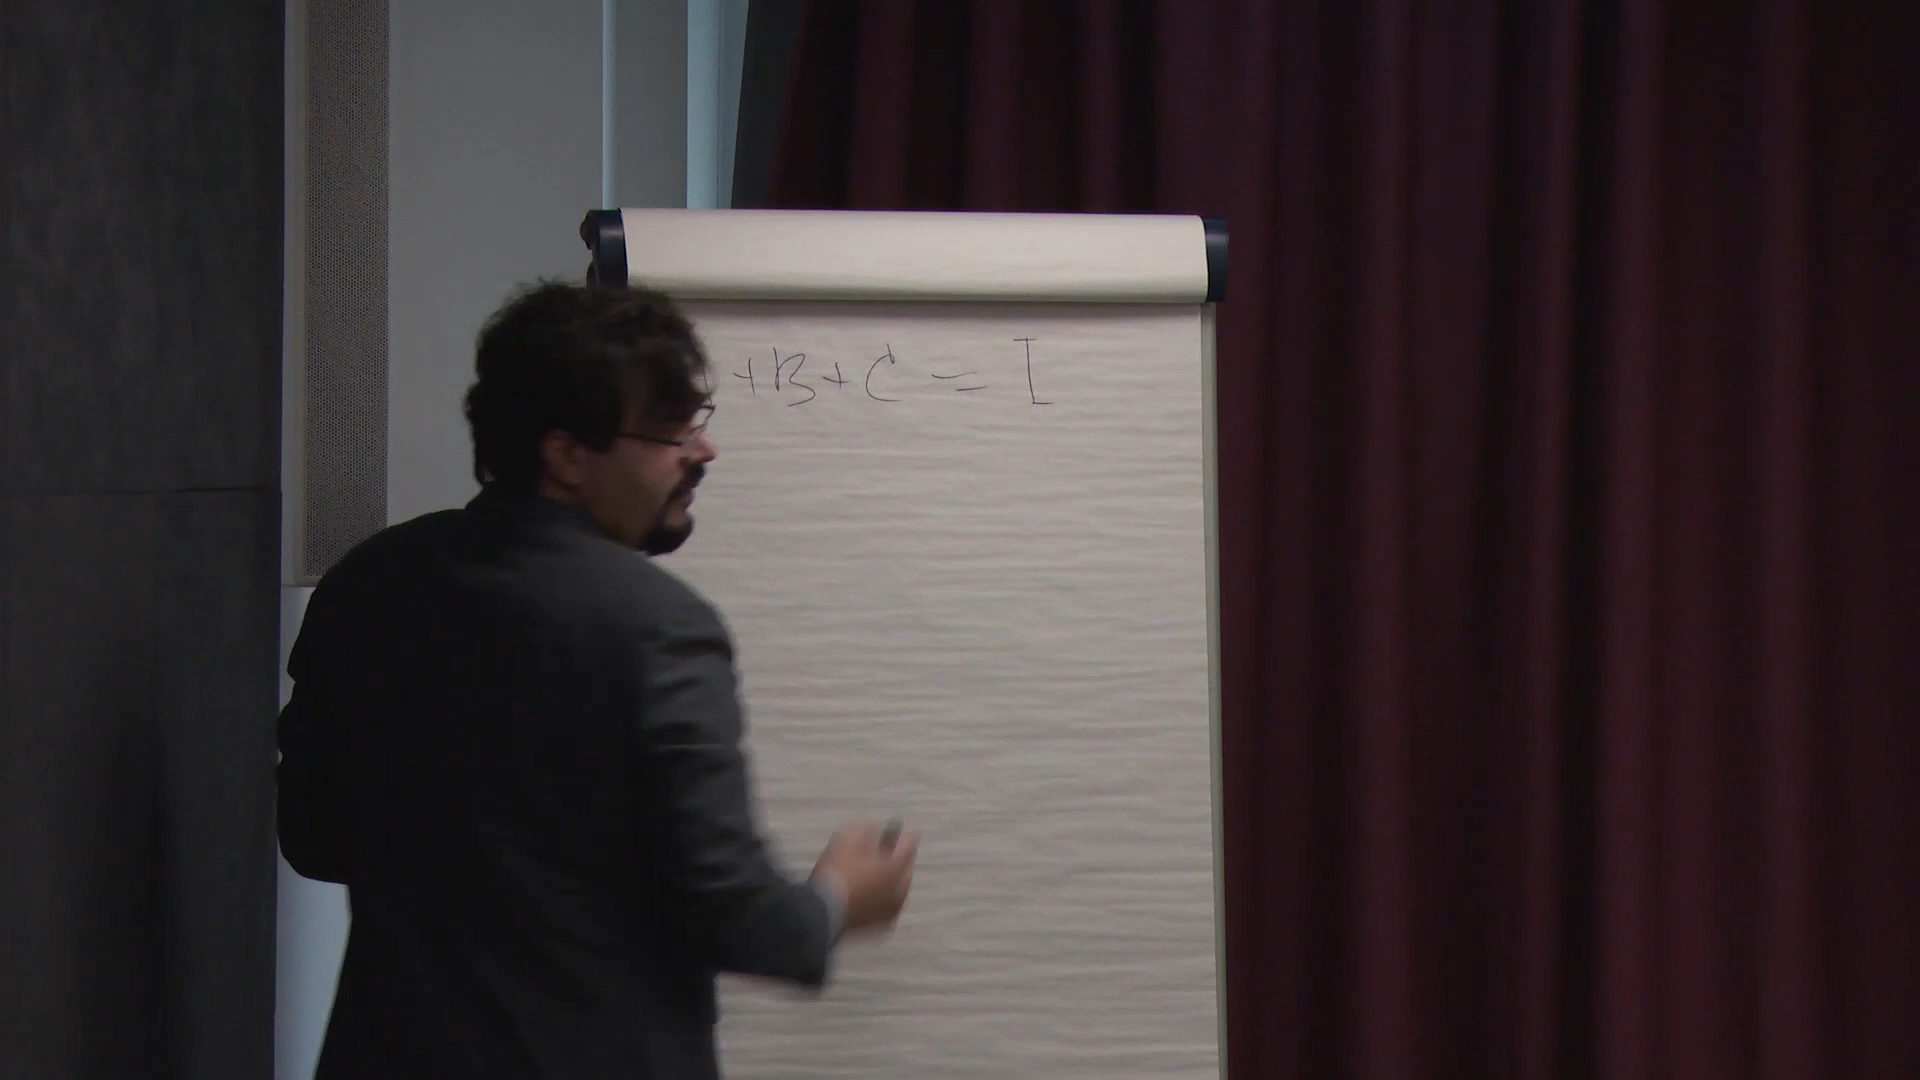 +B+C = I